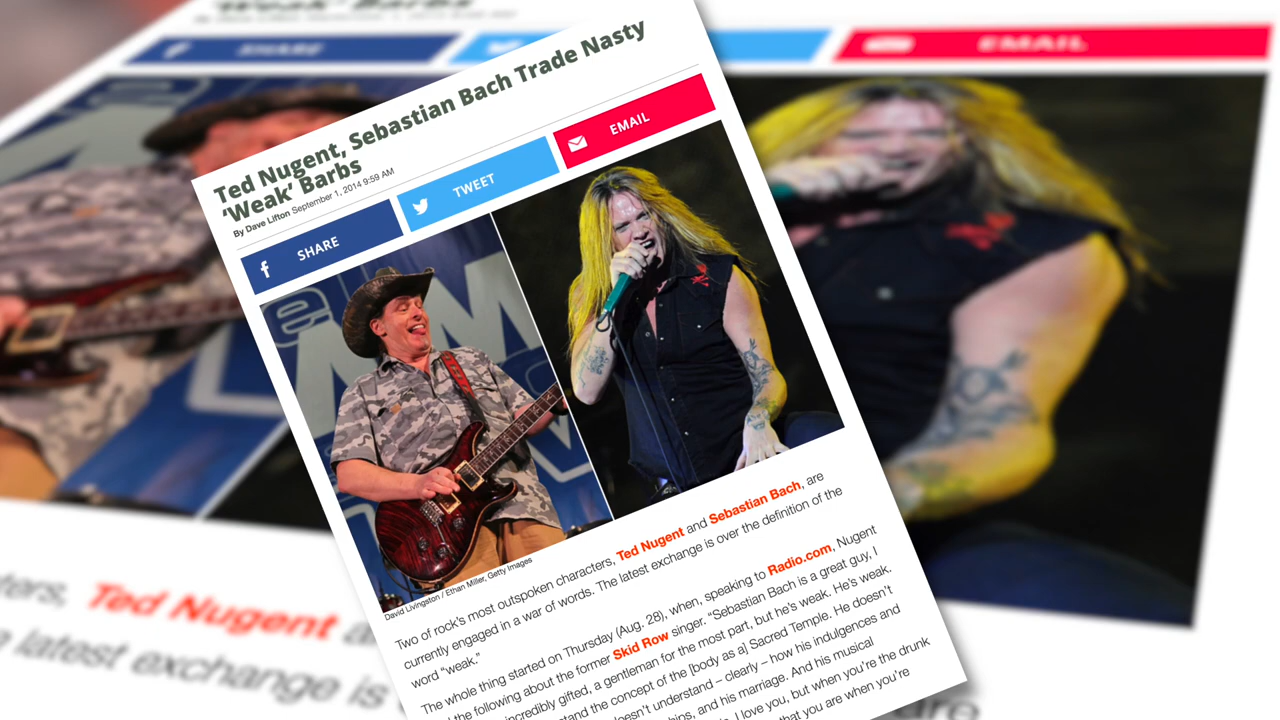 Ted Nugent, Sebastian Bach Trade Nasty
‘Weak’ Barbs
By Dave Lifton September 1, 2014 9:59 AM
SHARE
TWEET
EMAIL
David Livingston / Ethan Miller, Getty Images
Two of rock’s most outspoken characters, Ted Nugent and Sebastian Bach, are
currently engaged in a war of words. The latest exchange is over the definition of the
word “weak.”
The whole thing started on Thursday (Aug. 28), when, speaking to Radio.com, Nugent
the following about the former Skid Row singer. “Sebastian Bach is a great guy, I
incredibly gifted, a gentleman for the most part, but he’s weak. He’s weak.
the concept of the [body as a] Sacred Temple. He doesn’t
understand – clearly – how his indulgences and
and his marriage. And his musical
I love you, but when you’re the drunk
that you are when you’re
SHARE
EMAIL
Ted Nugent
latest exchange is
are